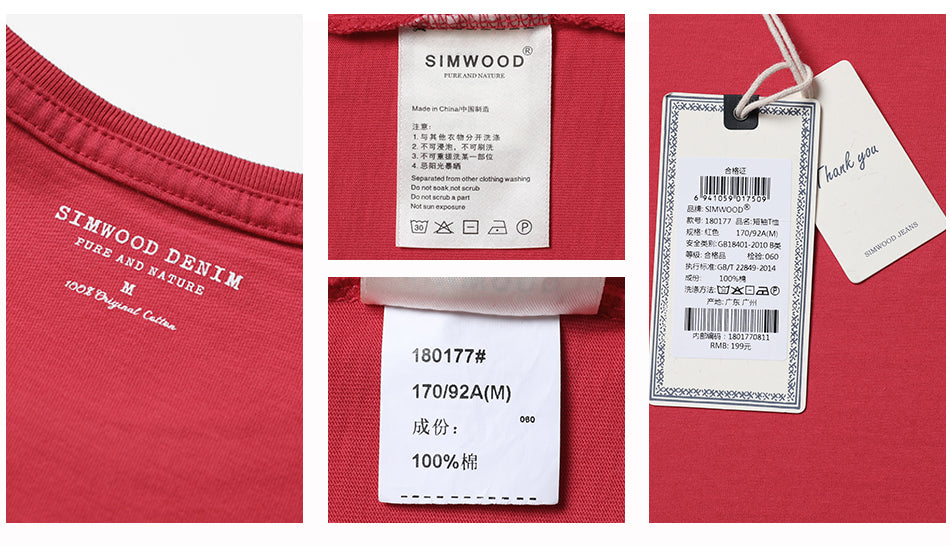 SIMWOOD DENIM
PURE AND NATURE
M
100% Original Cotton
SIMWOOD®
PURE AND NATURE
Made in China/中国制造
注意:
1. 与其他衣物分开洗涤
2. 不可浸泡，不可刷洗
3. 不可熏搓洗某一部位
4. 忌阳光暴晒
Separated from other clothing washing
Do not soak,not scrub
Do not scrub a part
Not sun exposure
30
P
180177#
170/92A(M)
成份：
060
100%棉
合格证
6 941059 017509
品牌: SIMWOOD®
款号: 180177 品名: 短袖T恤
规格: 红色 170/92A(M)
安全类别: GB18401-2010 B类
等级: 合格品 检验: 060
执行标准: GB/T 22849-2014
成份: 100%棉
洗涤方法:
产地: 广东 广州
内部编码: 1801770811
RMB: 199元
Thank you
SIMWOOD JEANS